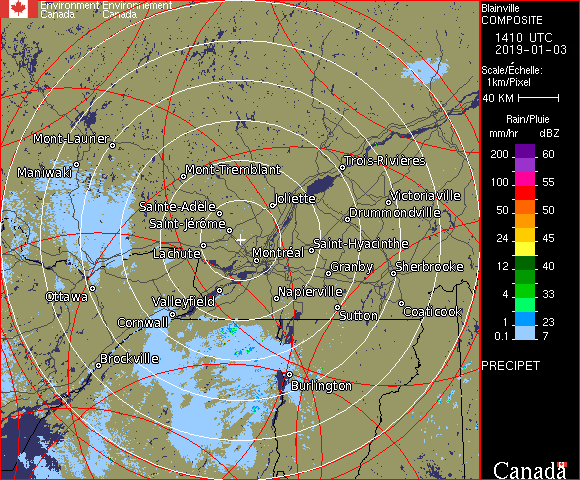 Environment Environnement
Canada Canada
Blainville
COMPOSITE
1410 UTC
2019-01-03
Scale/Échelle:
1km/Pixel
40 KM
Rain/Pluie
mm/hr dBZ
200 60
100 55
50 50
24 45
12 40
4 33
1 23
0.1 7
PRECIPET
Canada
Mont-Laurier
Maniwaki
Mont-Tremblant
Trois-Rivières
Joliette
Victoriaville
Sainte-Adèle
Drummondville
Saint-Jérôme
Saint-Hyacinthe
Lachute
Montréal
Granby
Sherbrooke
Ottawa
Valleyfield
Napierville
Coaticook
Cornwall
Sutton
Brockville
Burlington